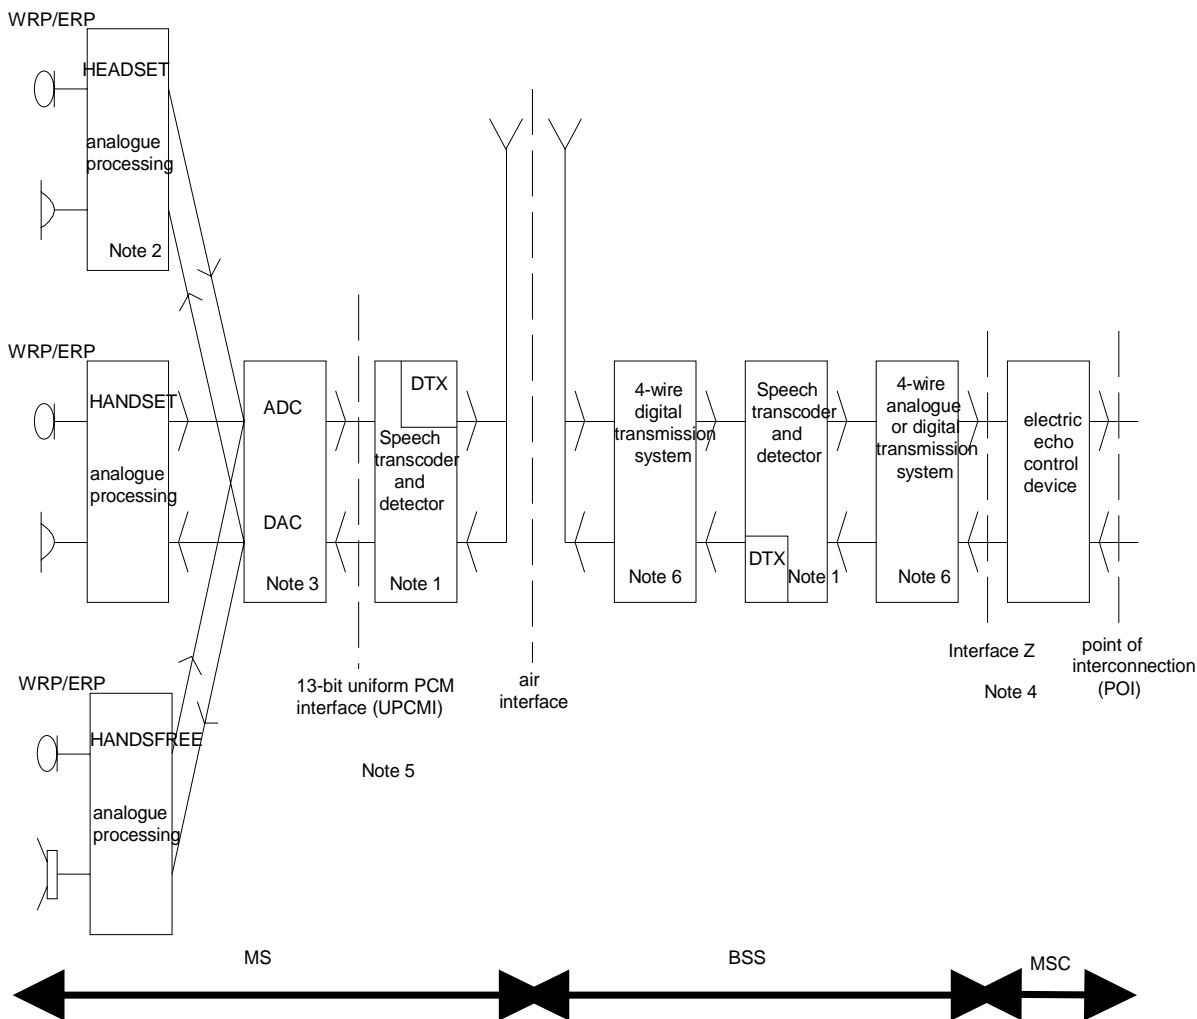 WRP/ERP
HEADSET
analogue
processing
Note 2
WRP/ERP
HANDSET
analogue
processing
ADC
DAC
Note 3
DTX
Speech
transcoder
and
detector
Note 1
4-wire
digital
transmission
system
Note 6
Speech
transcoder
and
detector
DTX
Note 1
4-wire
analogue
or digital
transmission
system
Note 6
electric
echo
control
device
WRP/ERP
HANDSFREE
analogue
processing
13-bit uniform PCM
interface (UPCMI)
Note 5
air
interface
Interface Z
Note 4
point of
interconnection
(POI)
MS
BSS
MSC